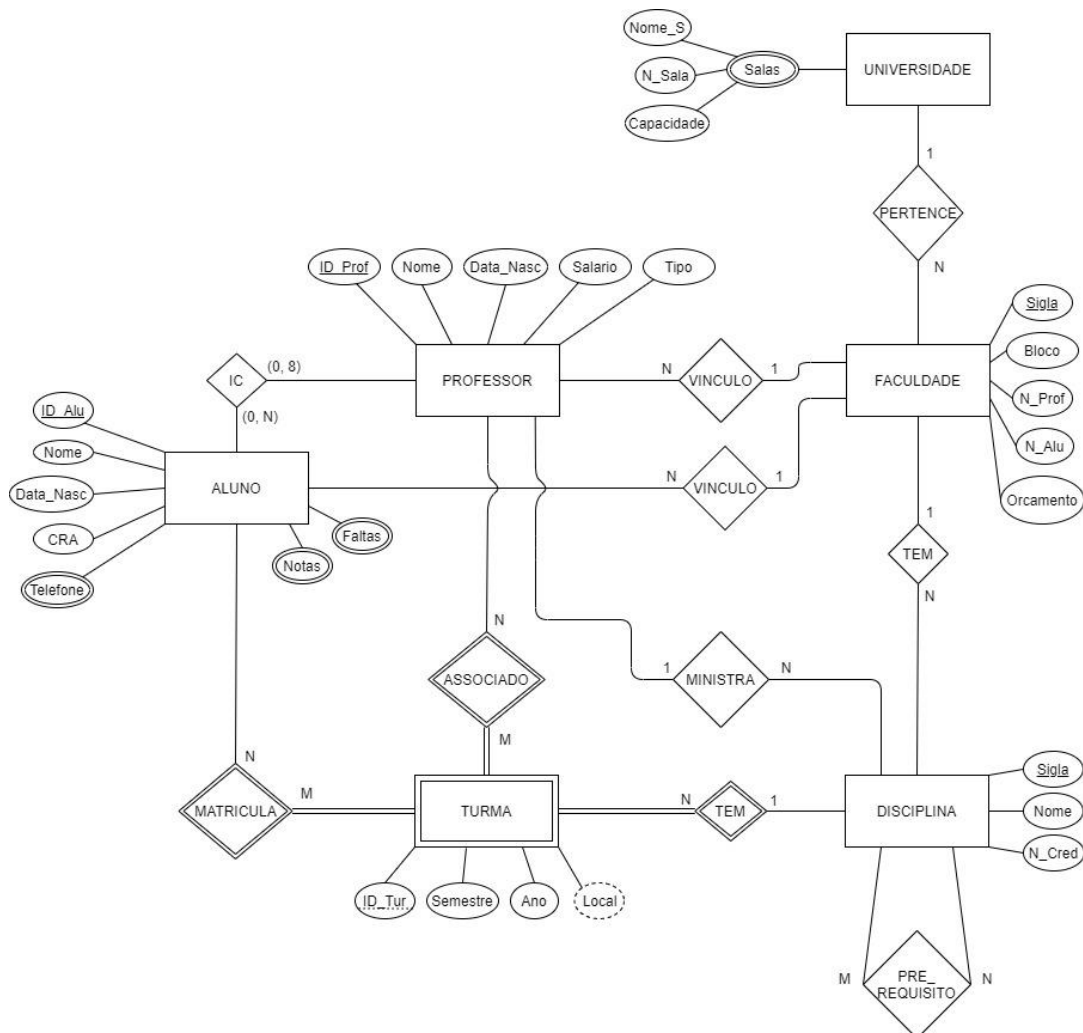 Nome_S
N_Sala
Salas
UNIVERSIDADE
Capacidade
1
PERTENCE
N
ID_Prof
Nome
Data_Nasc
Salario
Tipo
Sigla
Bloco
N_Prof
N_Alu
Orcamento
IC
(0, 8)
(0, N)
PROFESSOR
N
VINCULO
1
FACULDADE
ID_Alu
Nome
Data_Nasc
CRA
Telefone
ALUNO
Notas
Faltas
N
VINCULO
1
1
TEM
N
N
ASSOCIADO
M
1
MINISTRA
N
N
MATRICULA
M
TURMA
N
TEM
1
DISCIPLINA
Sigla
Nome
N_Cred
ID_Tur
Semestre
Ano
Local
M
PRE_
REQUISITO
N